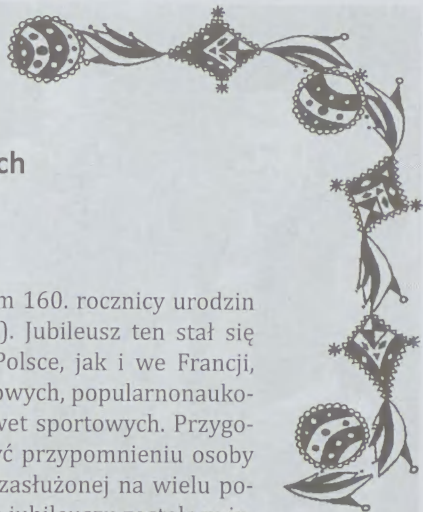 ch
m 160. rocznicy urodzin
). Jubileusz ten stał się
Polsce, jak i we Francji,
owych, popularnonauko-
wet sportowych. Przygo-
yć przypomnieniu osoby
zasłużonej na wielu po-